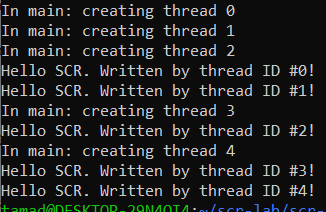 In main: creating thread 0
In main: creating thread 1
In main: creating thread 2
Hello SCR. Written by thread ID #0!
Hello SCR. Written by thread ID #1!
In main: creating thread 3
Hello SCR. Written by thread ID #2!
In main: creating thread 4
Hello SCR. Written by thread ID #3!
Hello SCR. Written by thread ID #4!
tamad@DESKTOP-29N4OT4:~/scr-lab/scr-